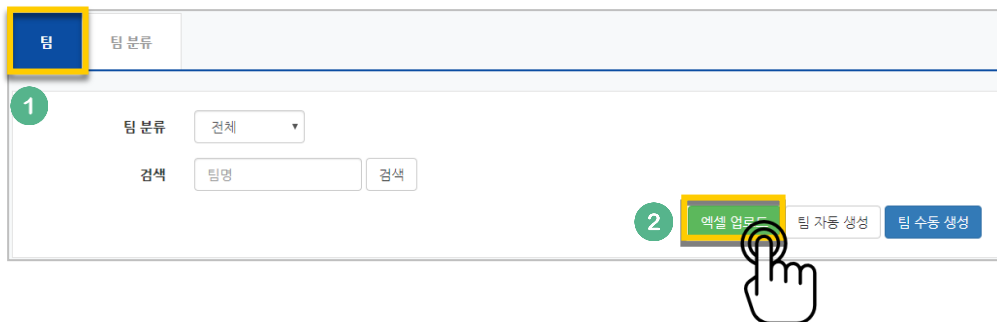 팀 팀 분류
1
팀 분류 전체
검색 팀명 검색
2 엑셀 업로드 팀 자동 생성 팀 수동 생성